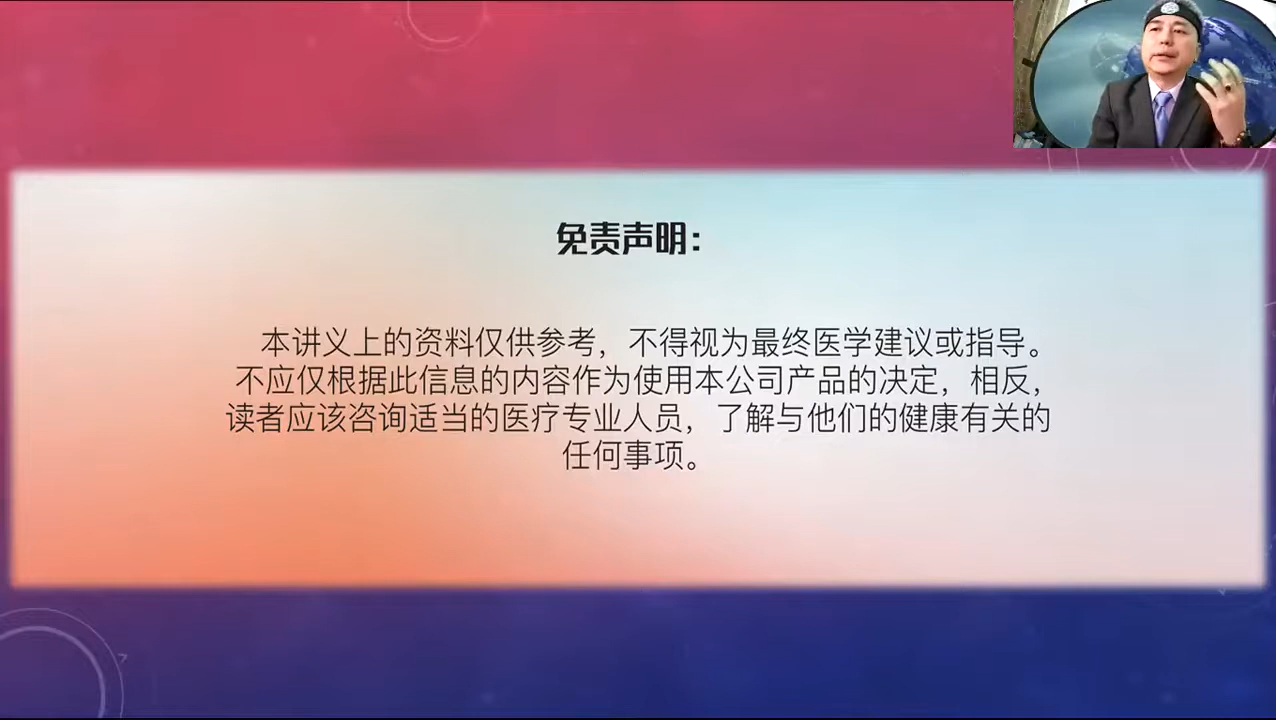 免责声明：
本讲义上的资料仅供参考，不得视为最终医学建议或指导。
不应仅根据此信息的内容作为使用本公司产品的决定，相反，
读者应该咨询适当的医疗专业人员，了解与他们的健康有关的
任何事项。